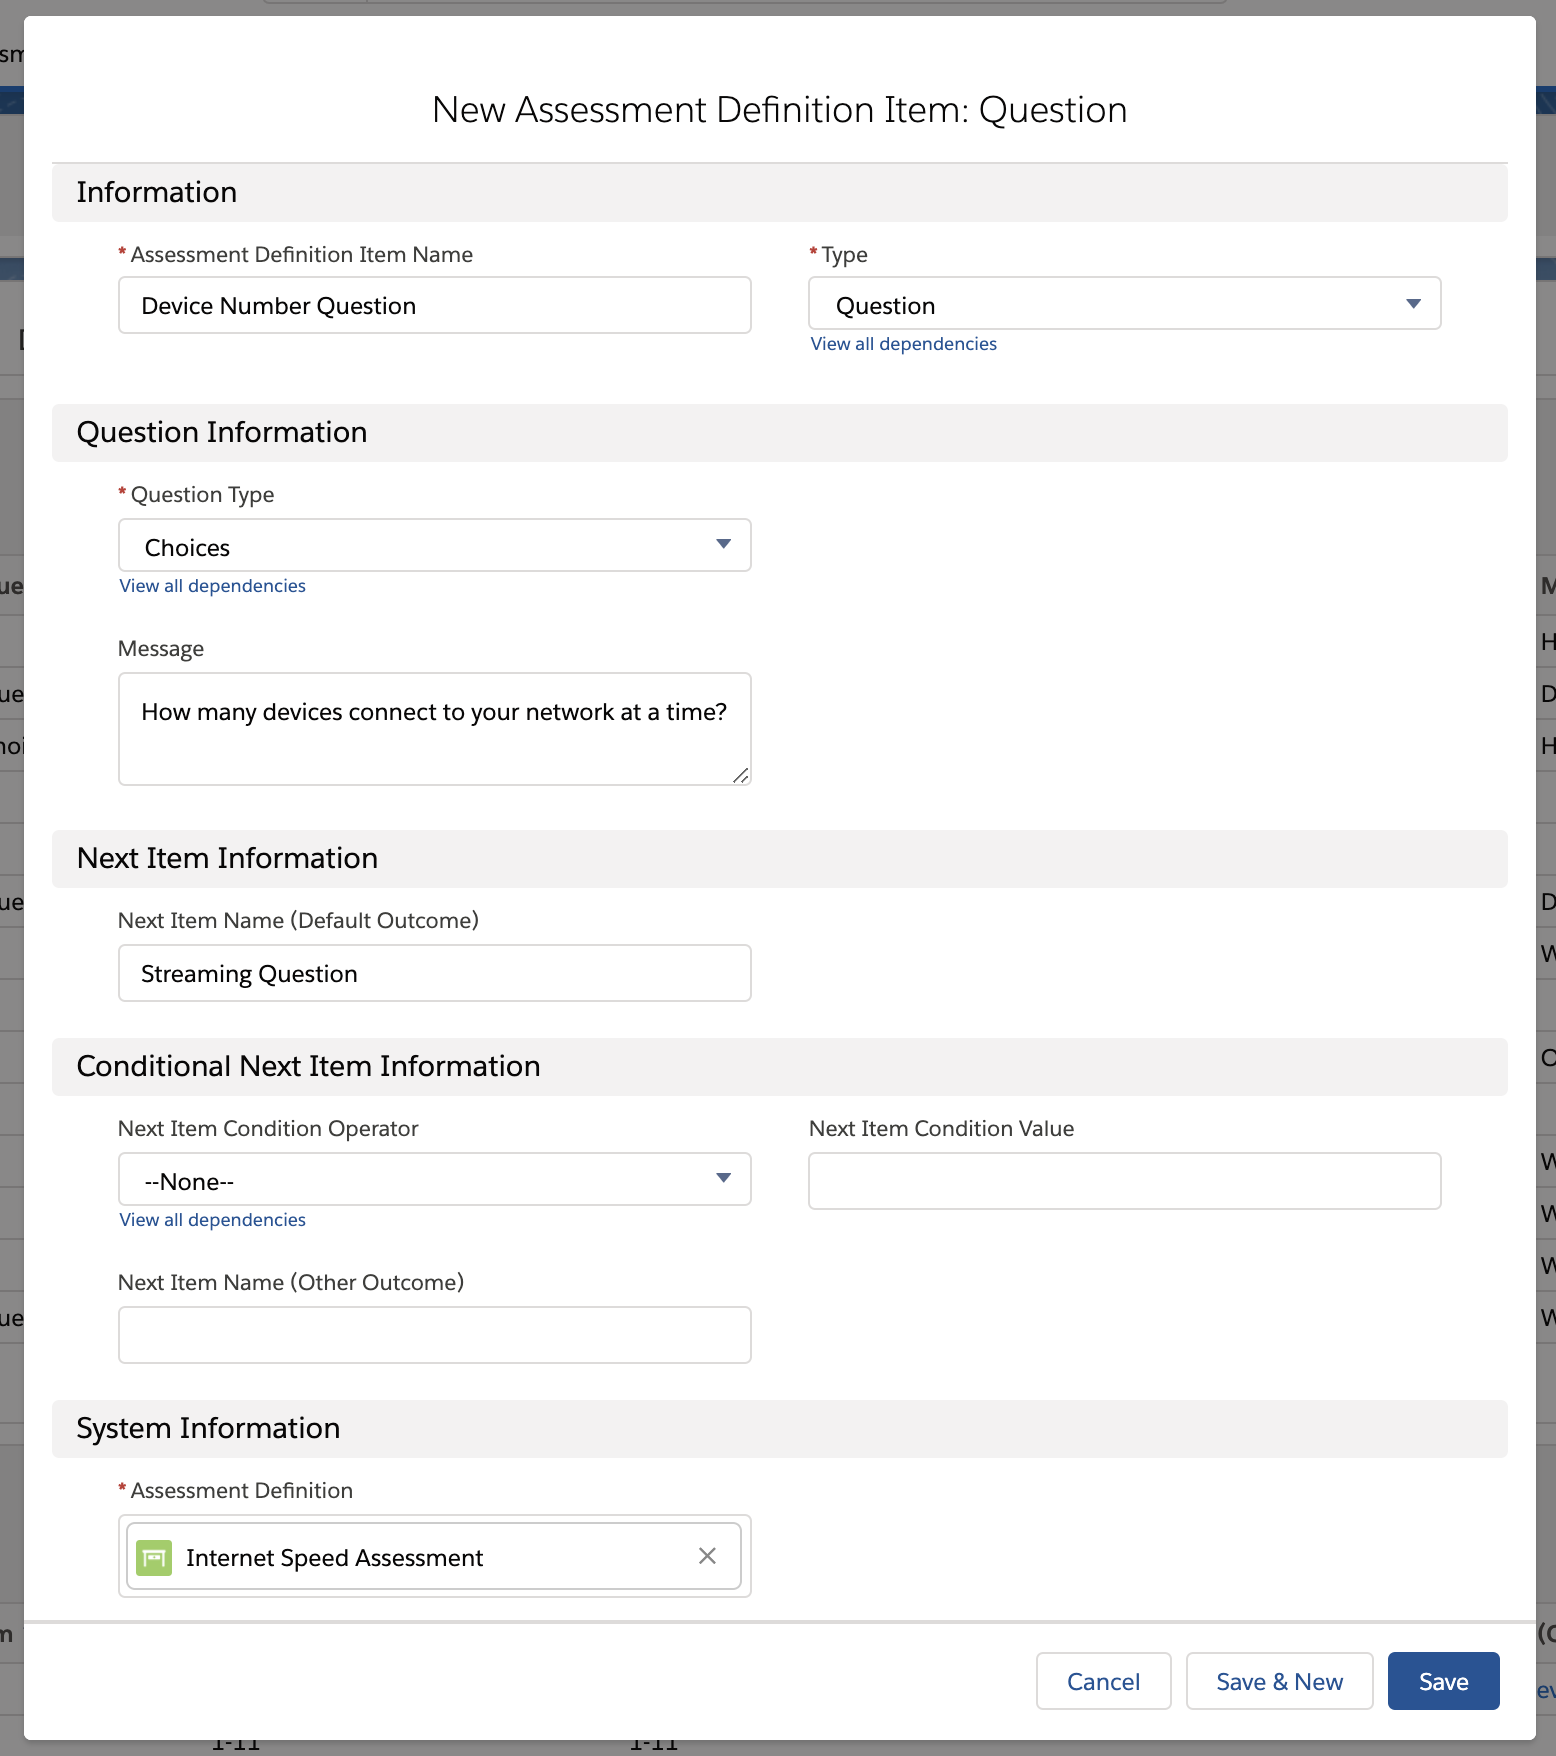 New Assessment Definition Item: Question
Information
* Assessment Definition Item Name
Device Number Question
* Type
Question
View all dependencies
Question Information
* Question Type
Choices
View all dependencies
Message
How many devices connect to your network at a time?
Next Item Information
Next Item Name (Default Outcome)
Streaming Question
Conditional Next Item Information
Next Item Condition Operator
--None--
View all dependencies
Next Item Condition Value
Next Item Name (Other Outcome)
System Information
* Assessment Definition
Internet Speed Assessment
Cancel
Save & New
Save